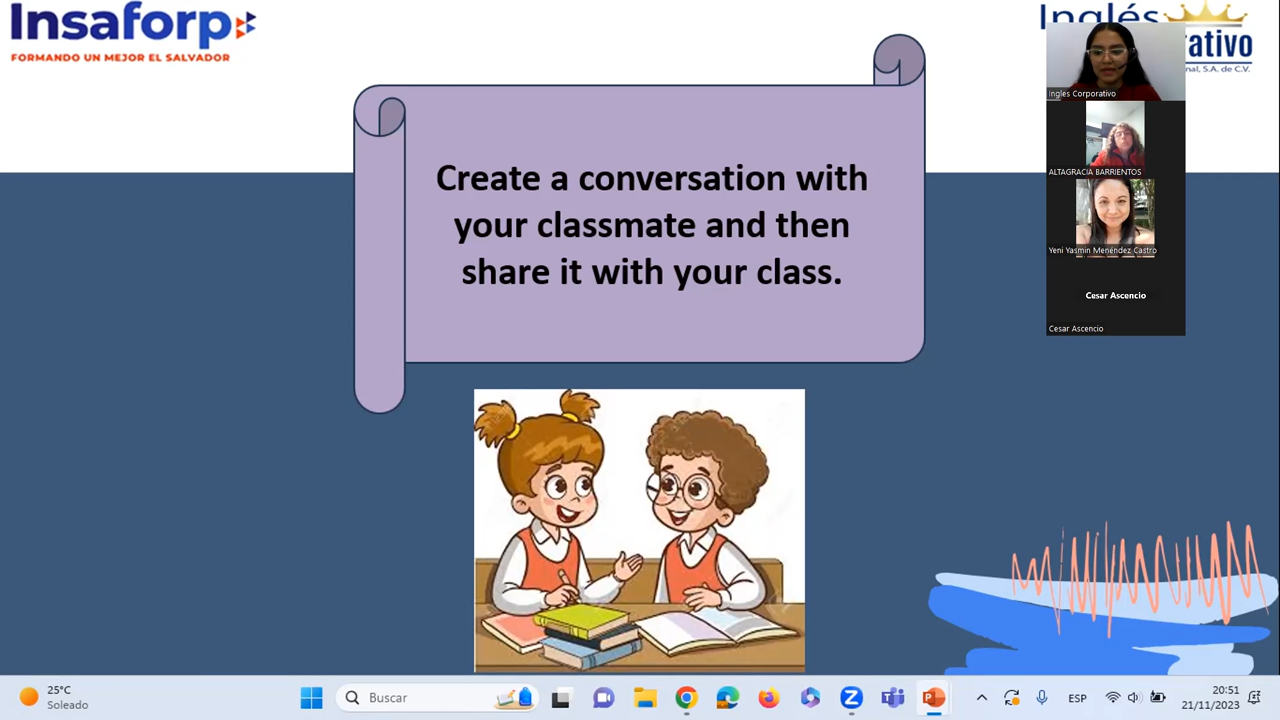 Insaforp
FORMANDO UN MEJOR EL SALVADOR
Inglés
rativo
nal, S.A. de C.V.
Ingles Corporativo
ALTAGRACIA BARRIENTOS
Yeni Yasmin Menéndez Castro
Cesar Ascencio
Cesar Ascencio
Create a conversation with
your classmate and then
share it with your class.
25°C
Soleado
Buscar
ESP
20:51
21/11/2023